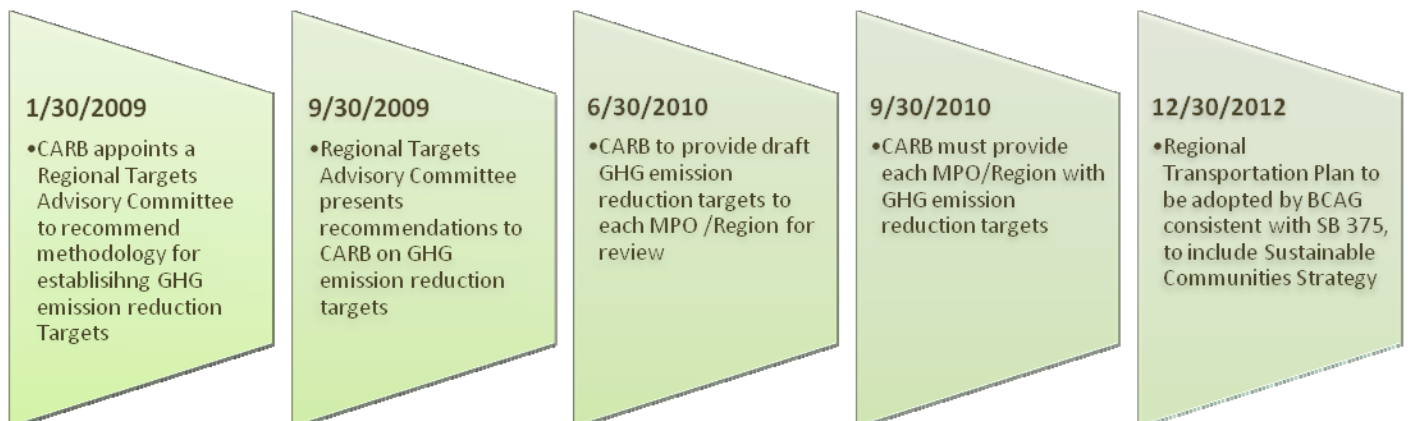 1/30/2009
•CARB appoints a
Regional Targets
Advisory Committee
to recommend
methodology for
establisihng GHG
emission reduction
Targets
9/30/2009
•Regional Targets
Advisory Committee
presents
recommendations to
CARB on GHG
emission reduction
targets
6/30/2010
•CARB to provide draft
GHG emission
reduction targets to
each MPO /Region for
review
9/30/2010
•CARB must provide
each MPO/Region with
GHG emission
reduction targets
12/30/2012
•Regional
Transportation Plan to
be adopted by BCAG
consistent with SB 375,
to include Sustainable
Communities Strategy